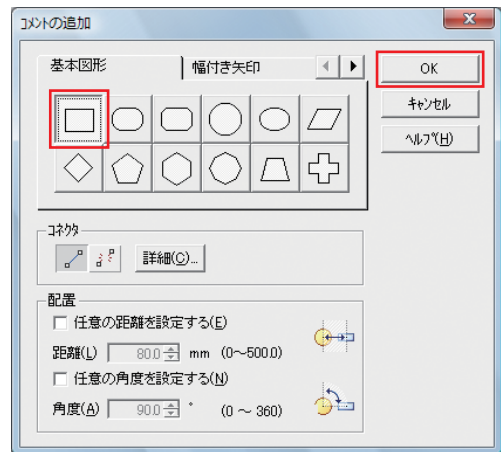 コメントの追加
基本図形
幅付き矢印
OK
キャンセル
ヘルプ(H)
コネクタ
詳細(C)...
配置
任意の距離を設定する(E)
距離(L) 80.0 mm (0～500.0)
任意の角度を設定する(N)
角度(A) 90.0 ° (0 ～ 360)